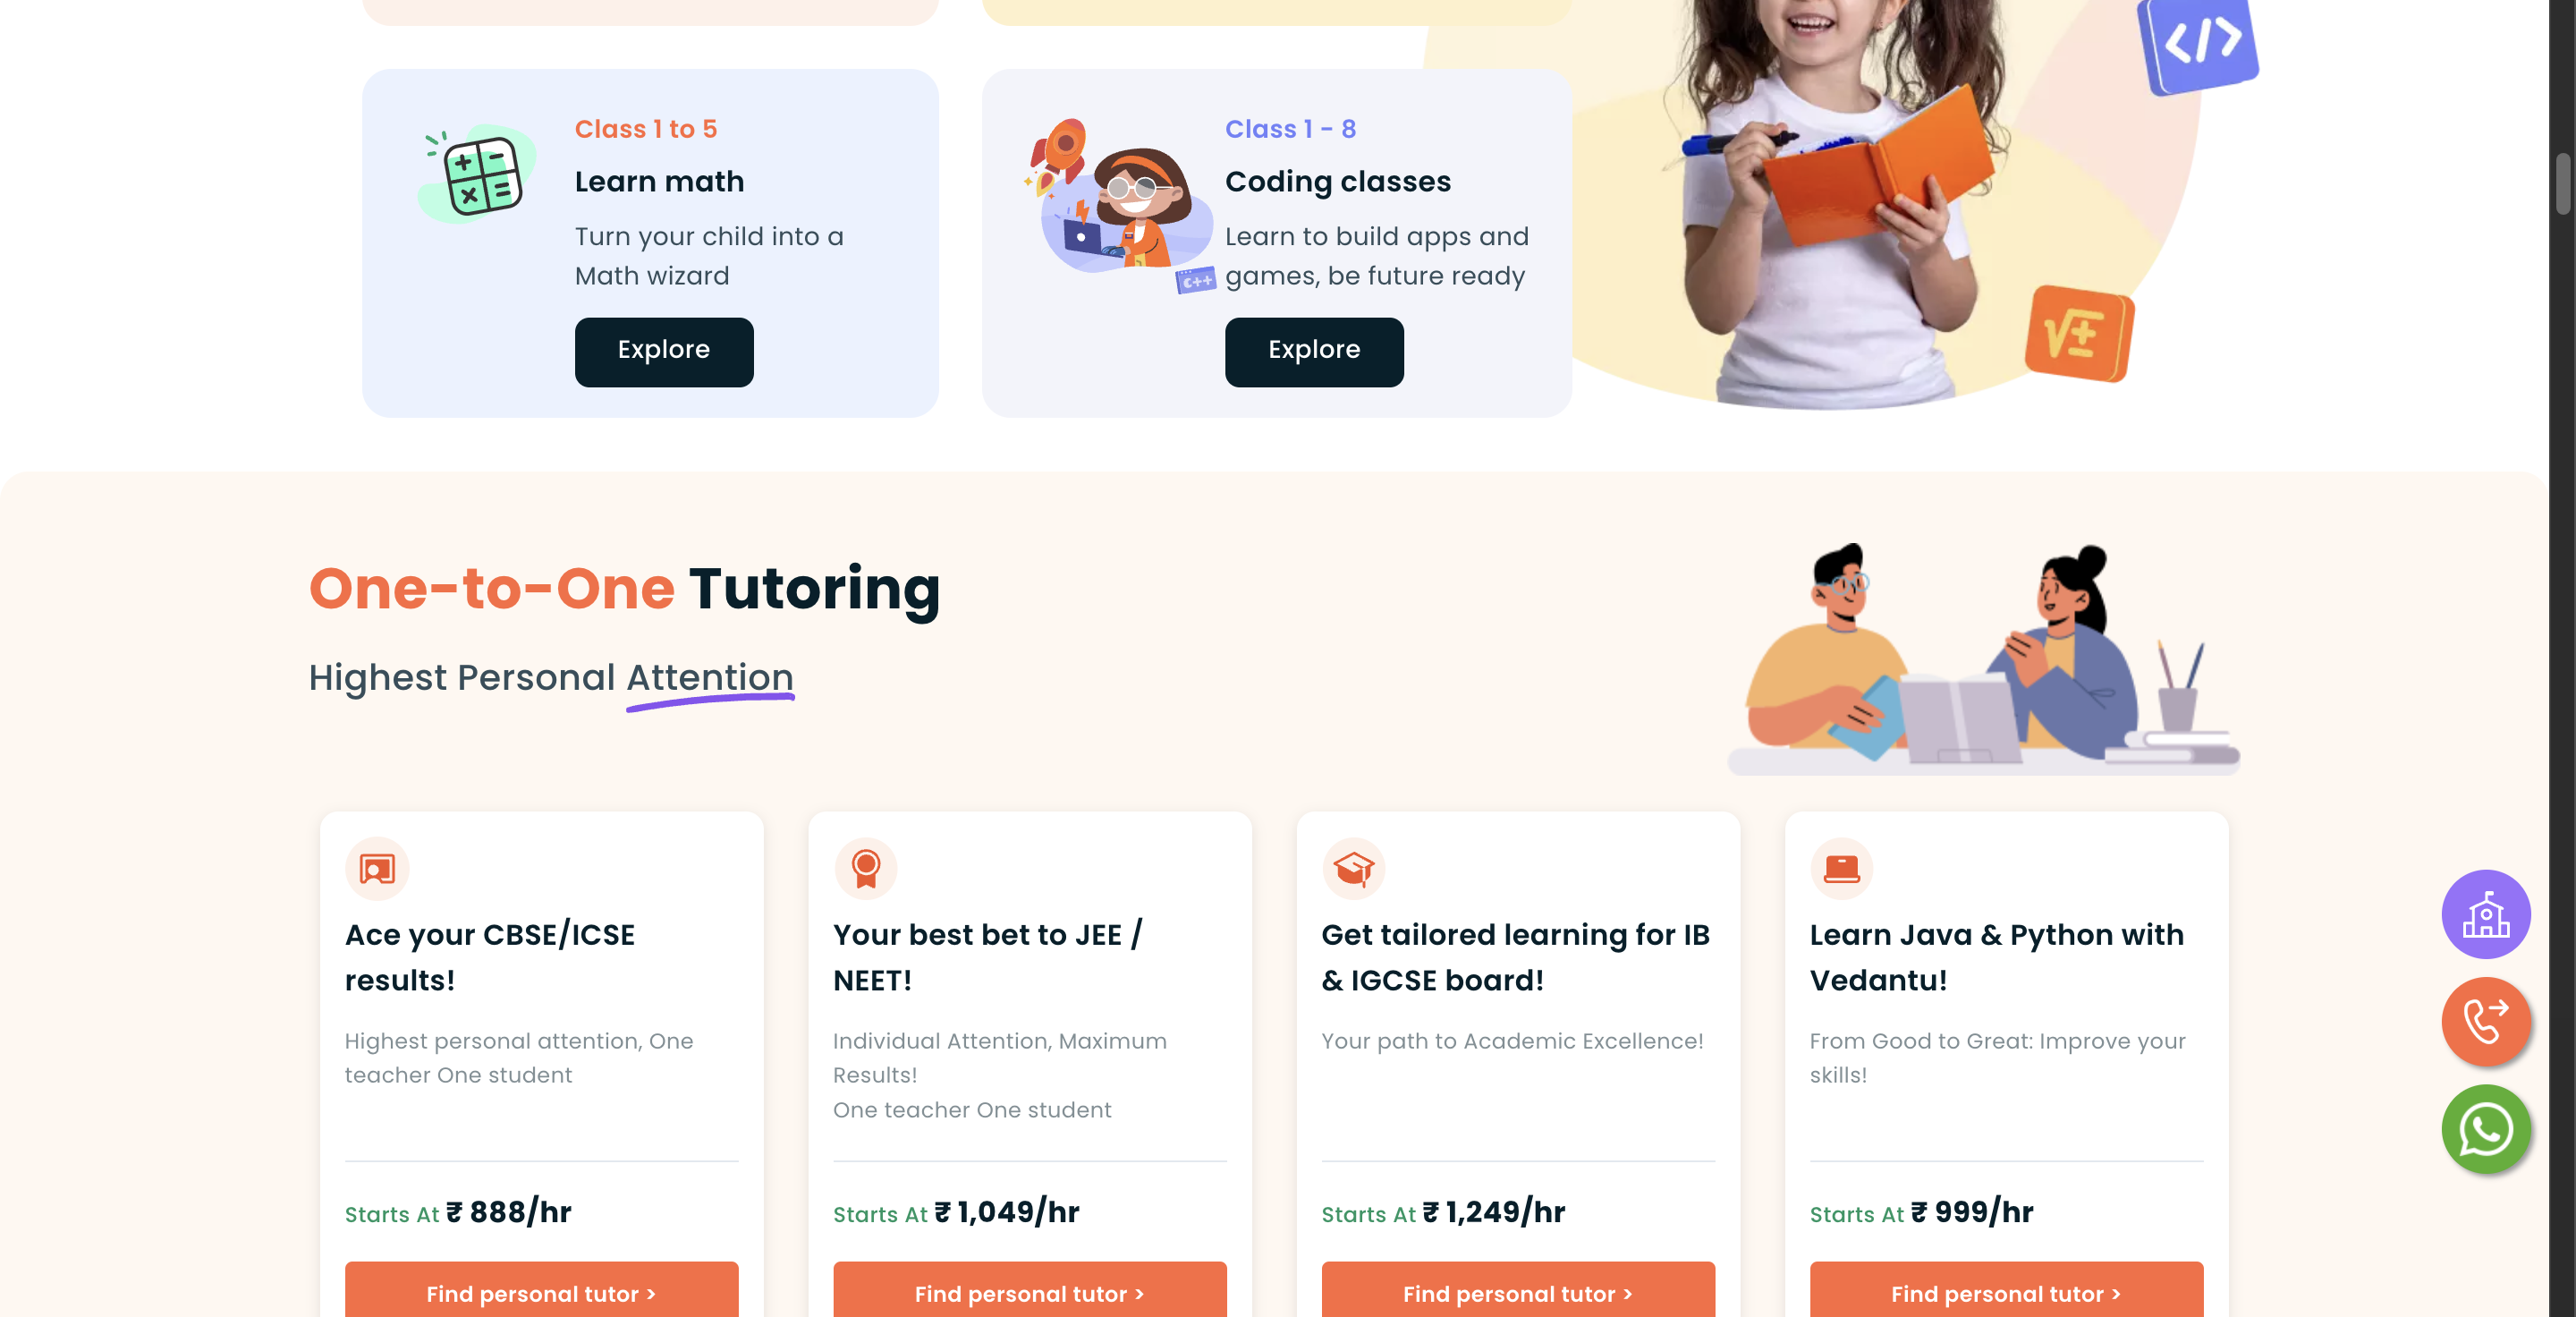 Class 1 to 5
Learn math
Turn your child into a
Math wizard
Explore
Class 1 - 8
Coding classes
Learn to build apps and
games, be future ready
Explore
C++
</>
√±
One-to-One Tutoring
Highest Personal Attention
Ace your CBSE/ICSE
results!
Highest personal attention, One
teacher One student
Starts At ₹ 888/hr
Find personal tutor >
Your best bet to JEE /
NEET!
Individual Attention, Maximum
Results!
One teacher One student
Starts At ₹ 1,049/hr
Find personal tutor >
Get tailored learning for IB
& IGCSE board!
Your path to Academic Excellence!
Starts At ₹ 1,249/hr
Find personal tutor >
Learn Java & Python with
Vedantu!
From Good to Great: Improve your
skills!
Starts At ₹ 999/hr
Find personal tutor >